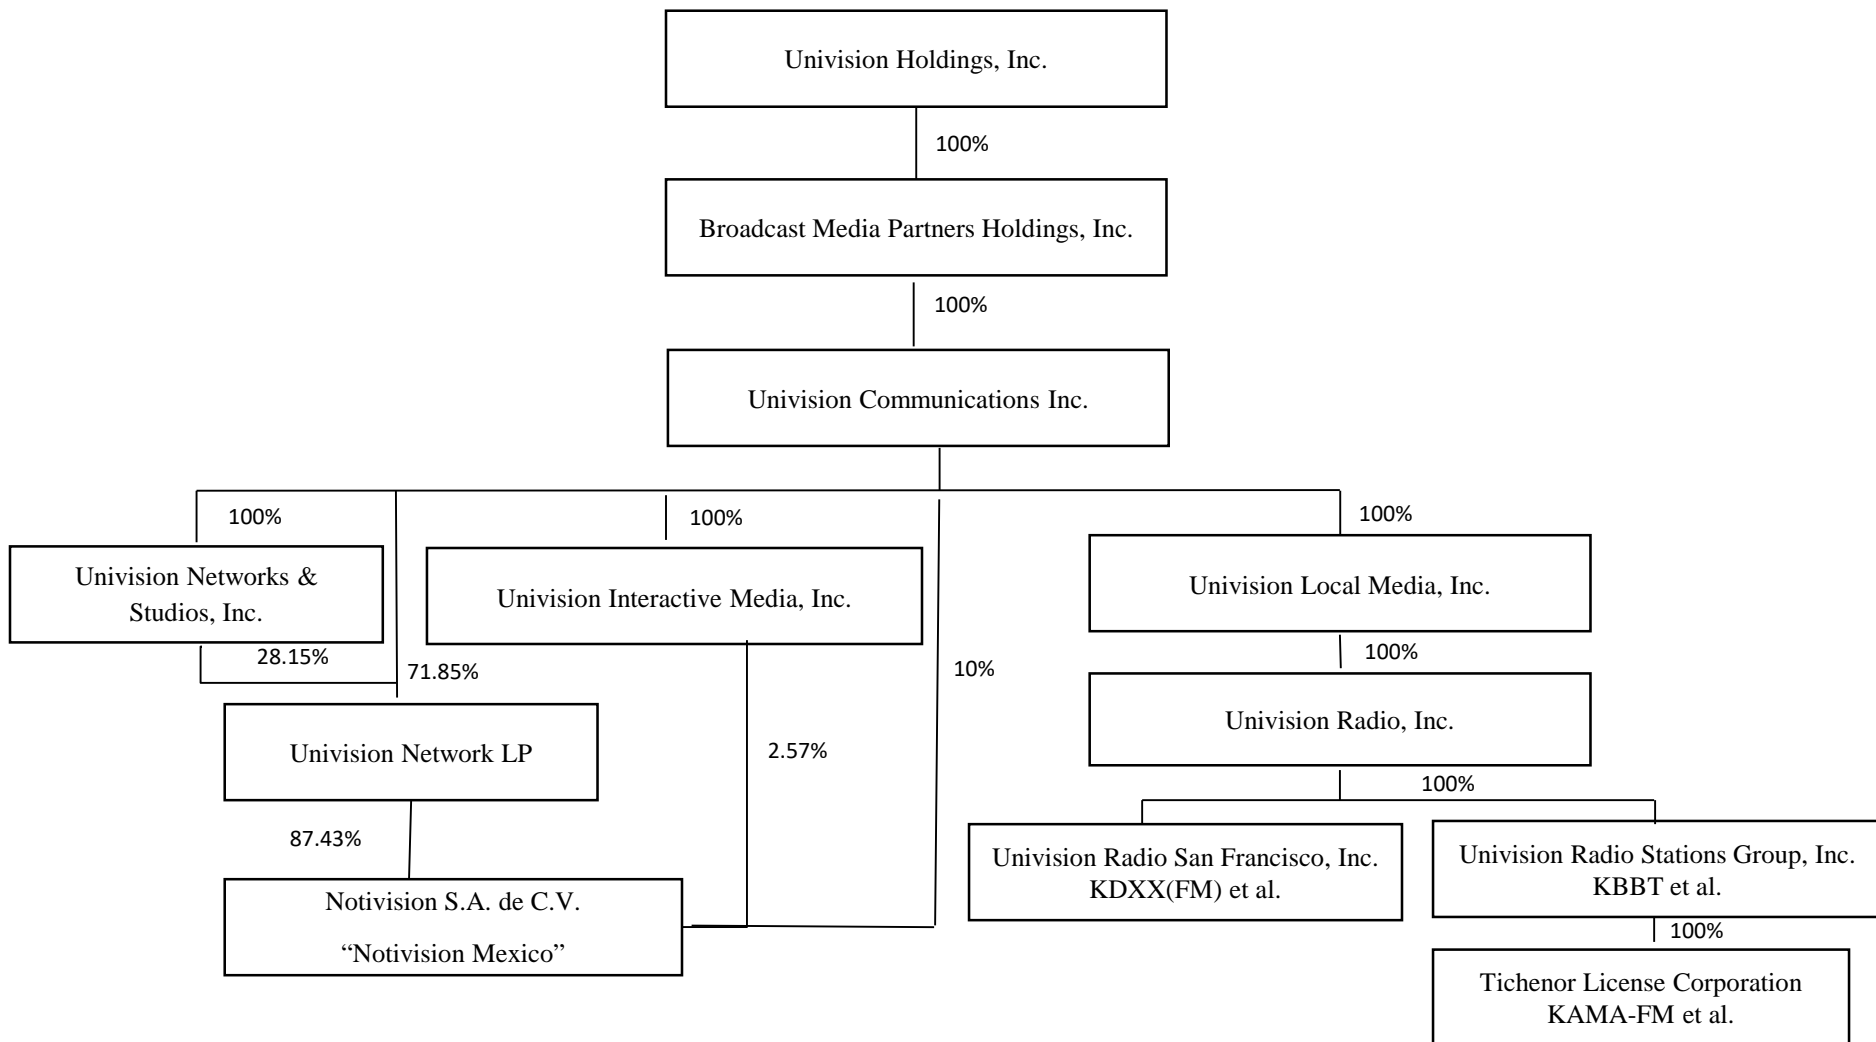 Univision Holdings, Inc.
100%
Broadcast Media Partners Holdings, Inc.
100%
Univision Communications Inc.
100%
100%
100%
Univision Networks &
Studios, Inc.
Univision Interactive Media, Inc.
Univision Local Media, Inc.
28.15%
71.85%
10%
100%
Univision Network LP
2.57%
Univision Radio, Inc.
87.43%
100%
Notivision S.A. de C.V.
“Notivision Mexico”
Univision Radio San Francisco, Inc.
KDXX(FM) et al.
Univision Radio Stations Group, Inc.
KBBT et al.
100%
Tichenor License Corporation
KAMA-FM et al.